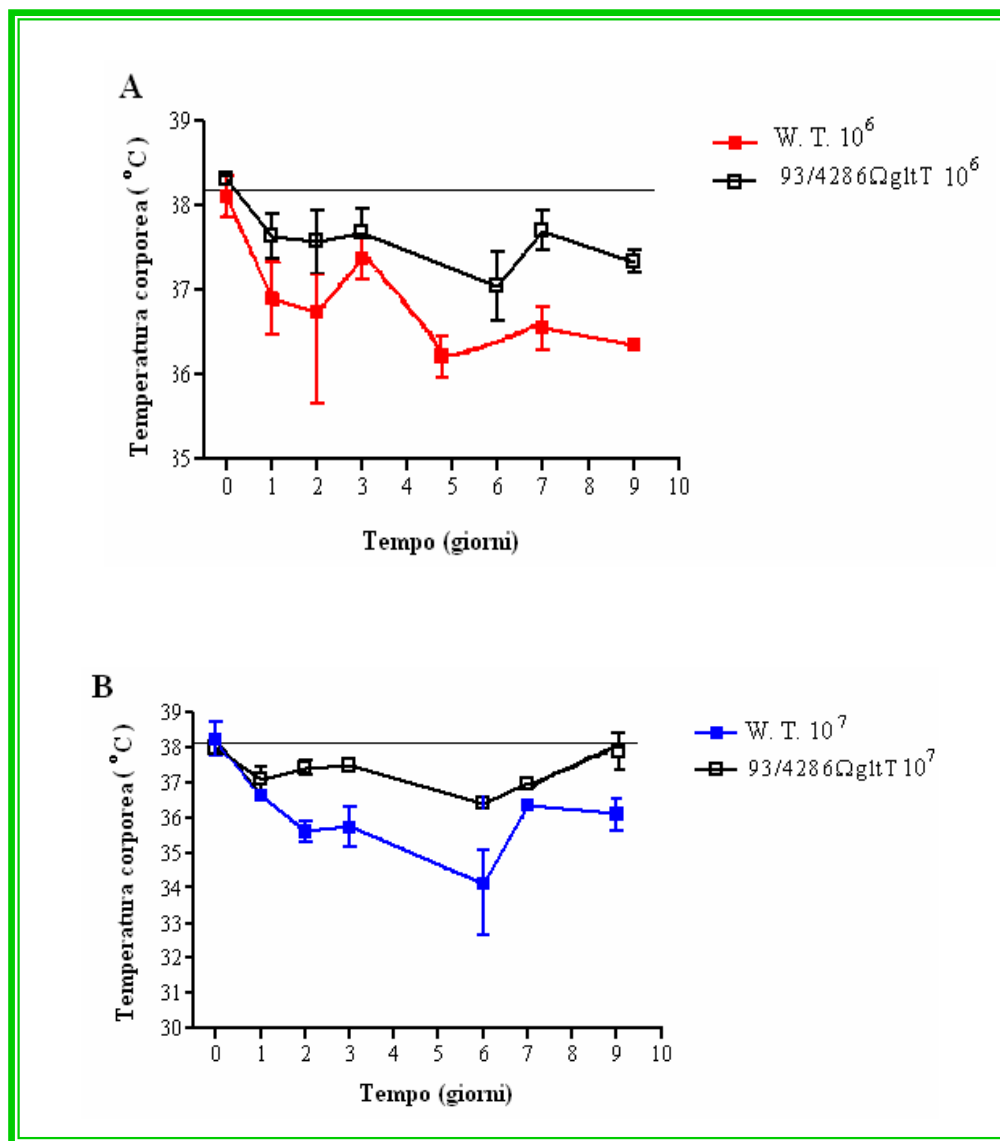 A
39
38
37
36
35
Temperatura corporea ( °C )
0 1 2 3 4 5 6 7 8 9 10
Tempo (giorni)
W. T. 10⁶
93/4286ΩgltT 10⁶
B
39
38
37
36
35
34
33
32
31
30
Temperatura corporea ( °C )
0 1 2 3 4 5 6 7 8 9 10
Tempo (giorni)
W. T. 10⁷
93/4286ΩgltT 10⁷